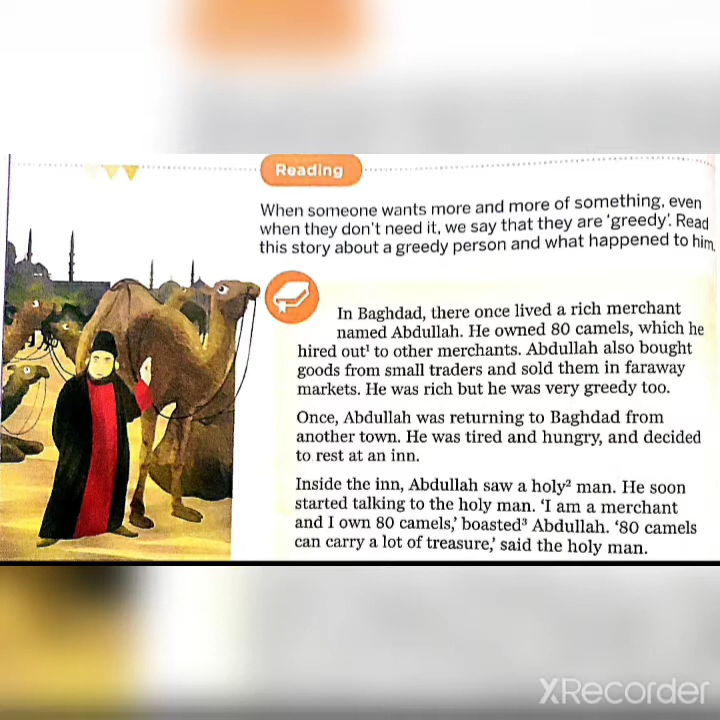 Reading
When someone wants more and more of something, even
when they don't need it, we say that they are 'greedy'. Read
this story about a greedy person and what happened to him.
In Baghdad, there once lived a rich merchant
named Abdullah. He owned 80 camels, which he
hired out¹ to other merchants. Abdullah also bought
goods from small traders and sold them in faraway
markets. He was rich but he was very greedy too.
Once, Abdullah was returning to Baghdad from
another town. He was tired and hungry, and decided
to rest at an inn.
Inside the inn, Abdullah saw a holy² man. He soon
started talking to the holy man. 'I am a merchant
and I own 80 camels,' boasted³ Abdullah. '80 camels
can carry a lot of treasure,' said the holy man.
XRecorder